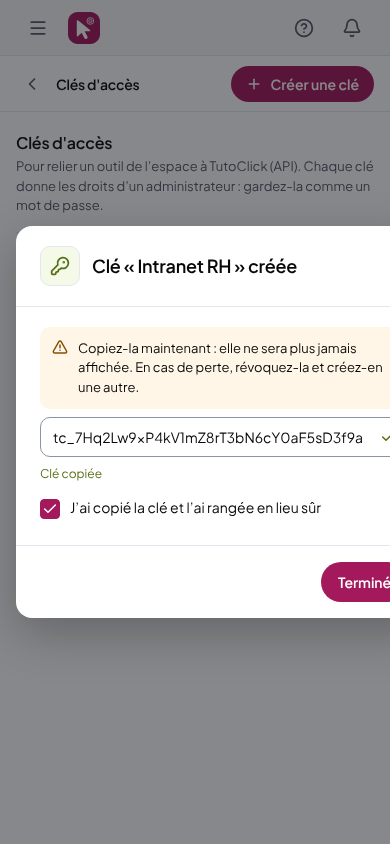 Clés d'accès
Créer une clé
Clés d'accès
Pour relier un outil de l'espace à TutoClick (API). Chaque clé
donne les droits d'un administrateur : gardez-la comme un
mot de passe.
Clé « Intranet RH » créée
Copiez-la maintenant : elle ne sera plus jamais
affichée. En cas de perte, révoquez-la et créez-en
une autre.
tc_7Hq2Lw9xP4kV1mZ8rT3bN6cY0aF5sD3f9a
Clé copiée
J'ai copié la clé et l'ai rangée en lieu sûr
Terminé